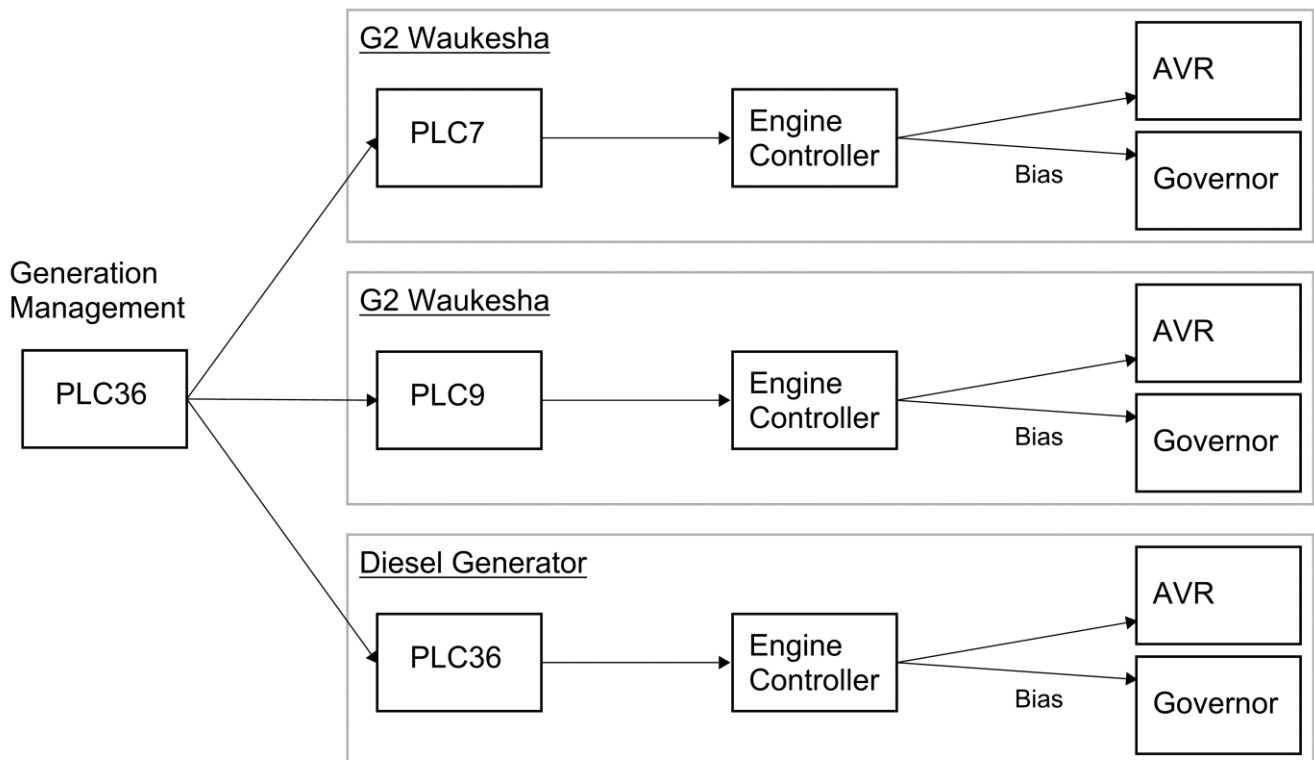 G2 Waukesha
PLC7
Engine
Controller
AVR
Bias
Governor
Generation
Management
PLC36
G2 Waukesha
PLC9
Engine
Controller
AVR
Bias
Governor
Diesel Generator
PLC36
Engine
Controller
AVR
Bias
Governor